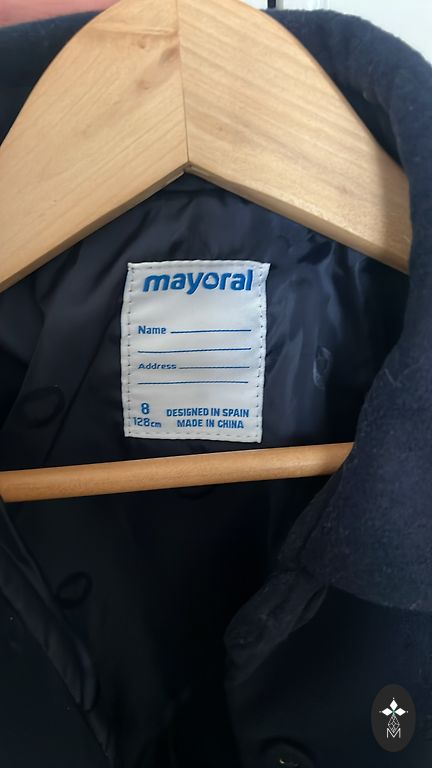 mayoral
Name
Address
8
128cm
DESIGNED IN SPAIN
MADE IN CHINA
M